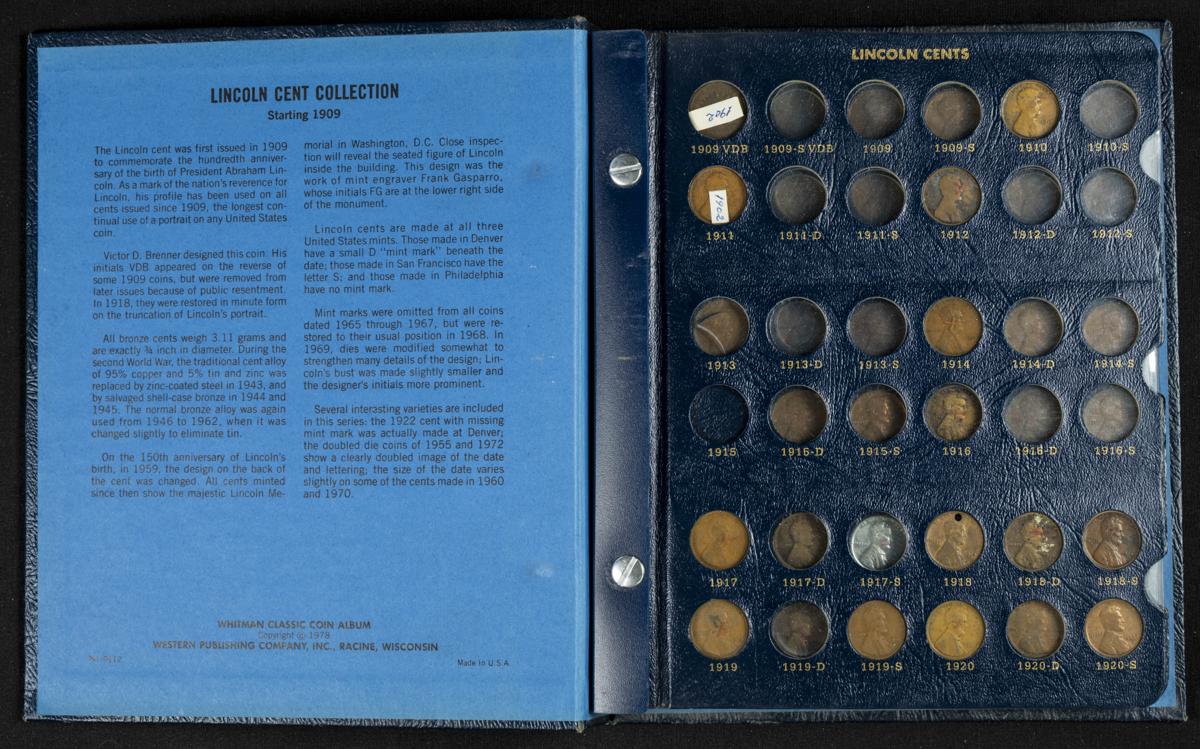 LINCOLN CENT COLLECTION
Starting 1909
The Lincoln cent was first issued in 1909
to commemorate the hundredth anniver-
sary of the birth of President Abraham Lin-
coln. As a mark of the nation's reverence for
Lincoln, his profile has been used on all
cents issued since 1909, the longest con-
tinual use of a portrait on any United States
coin.
Victor D. Brenner designed this coin. His
initials VDB appeared on the reverse of
some 1909 coins, but were removed from
later issues because of public resentment.
In 1918, they were restored in minute form
on the truncation of Lincoln's portrait.
All bronze cents weigh 3.11 grams and
are exactly ¾ inch in diameter. During the
second World War, the traditional cent alloy
of 95% copper and 5% tin and zinc was
replaced by zinc-coated steel in 1943, and
by salvaged shell-case bronze in 1944 and
1945. The normal bronze alloy was again
used from 1946 to 1962, when it was
changed slightly to eliminate tin.
On the 150th anniversary of Lincoln's
birth, in 1959, the design on the back of
the cent was changed. All cents minted
since then show the majestic Lincoln Me-
morial in Washington, D.C. Close inspec-
tion will reveal the seated figure of Lincoln
inside the building. This design was the
work of mint engraver Frank Gasparro,
whose initials FG are at the lower right side
of the monument.
Lincoln cents are made at all three
United States mints. Those made in Denver
have a small D "mint mark" beneath the
date; those made in San Francisco have the
letter S; and those made in Philadelphia
have no mint mark.
Mint marks were omitted from all coins
dated 1965 through 1967, but were re-
stored to their usual position in 1968. In
1969, dies were modified somewhat to
strengthen many details of the design; Lin-
coln's bust was made slightly smaller and
the designer's initials more prominent.
Several interasting varieties are included
in this series: the 1922 cent with missing
mint mark was actually made at Denver;
the doubled die coins of 1955 and 1972
show a clearly doubled image of the date
and lettering; the size of the date varies
slightly on some of the cents made in 1960
and 1970.
WHITMAN CLASSIC COIN ALBUM
Copyright © 1978
WESTERN PUBLISHING COMPANY, INC., RACINE, WISCONSIN
No. 9112
Made in U.S.A.
LINCOLN CENTS
1902
1909 VDB 1909-S VDB 1909 1909-S 1910 1910-S
1902
1911 1911-D 1911-S 1912 1912-D 1912-S
1913 1913-D 1913-S 1914 1914-D 1914-S
1915 1916-D 1915-S 1916 1916-D 1916-S
1917 1917-D 1917-S 1918 1918-D 1918-S
1919 1919-D 1919-S 1920 1920-D 1920-S